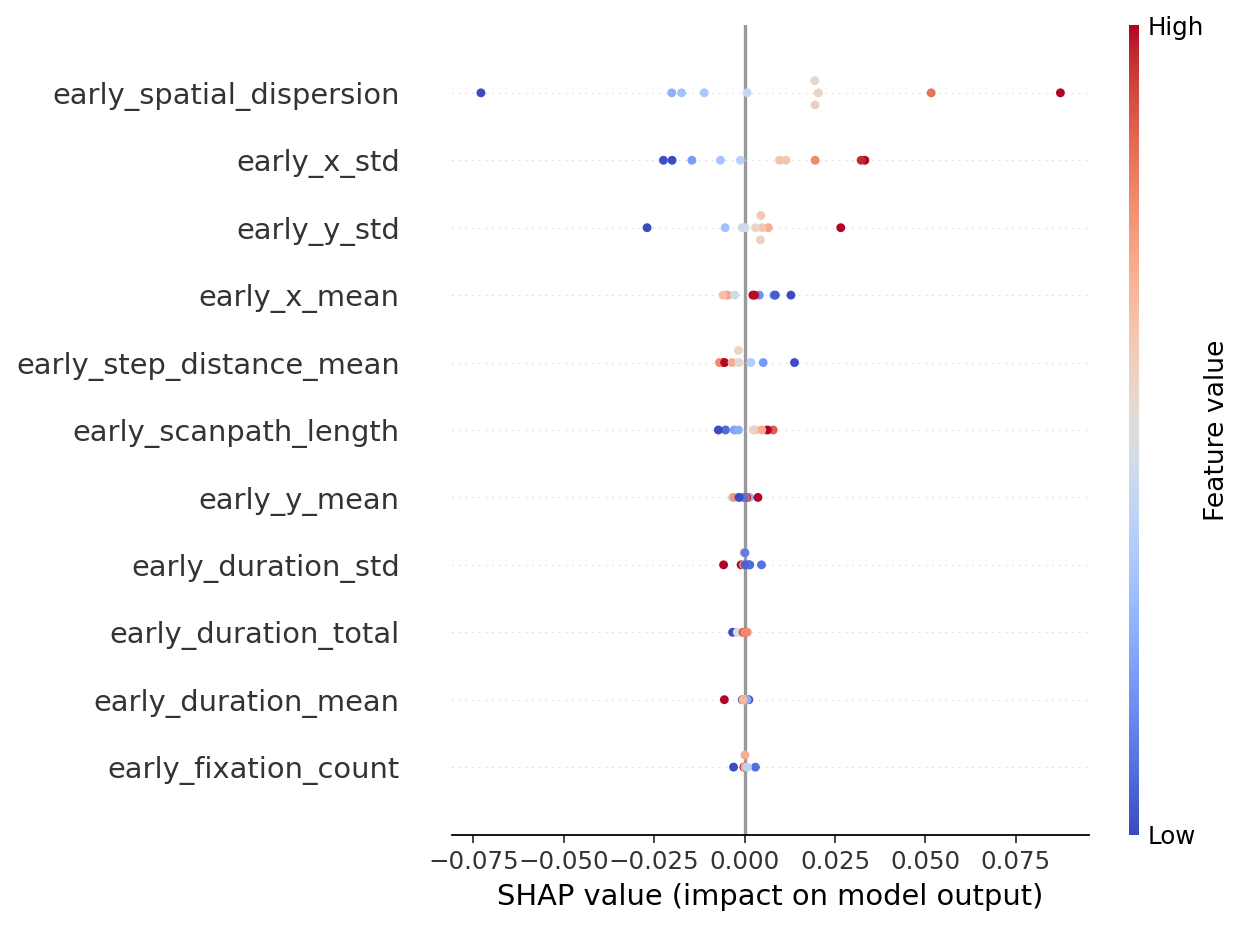 High
early_spatial_dispersion
early_x_std
early_y_std
early_x_mean
early_step_distance_mean
early_scanpath_length
early_y_mean
early_duration_std
early_duration_total
early_duration_mean
early_fixation_count
Feature value
Low
−0.075 −0.050 −0.025 0.000 0.025 0.050 0.075
SHAP value (impact on model output)